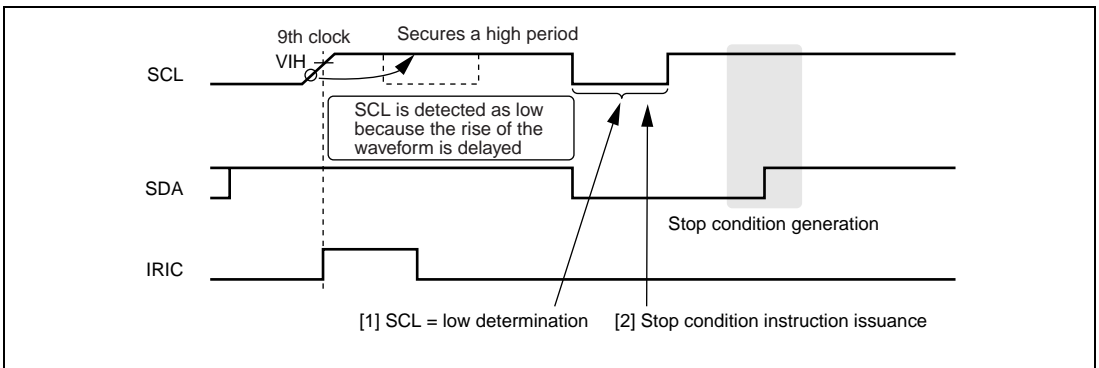 9th clock
Secures a high period
VIH
SCL
SCL is detected as low
because the rise of the
waveform is delayed
SDA
Stop condition generation
IRIC
[1] SCL = low determination
[2] Stop condition instruction issuance